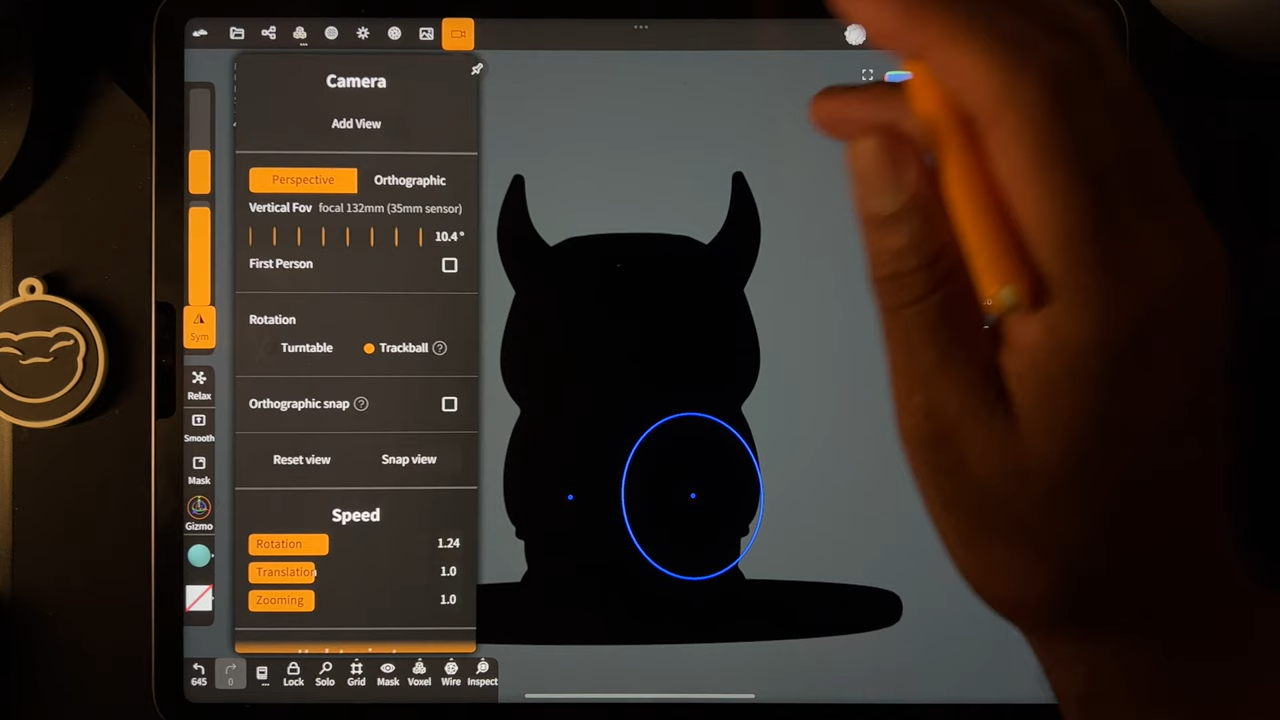 Camera
Add View
Perspective Orthographic
Vertical Fov focal 132mm (35mm sensor)
10.4°
First Person
Rotation
Turntable Trackball ?
Orthographic snap ?
Reset view Snap view
Speed
Rotation 1.24
Translation 1.0
Zooming 1.0
Sym
Relax
Smooth
Mask
Gizmo
645 0 Lock Solo Grid Mask Voxel Wire Inspect